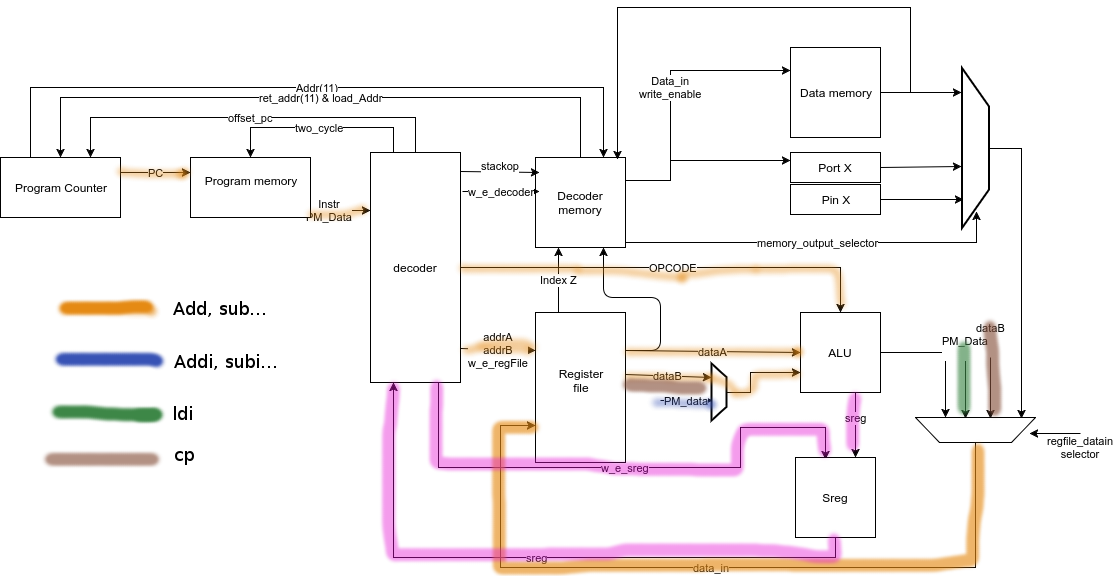 Addr(11)
ret_addr(11) & load_Addr
offset_pc
two_cycle
Data_in
write_enable
Data memory
Program Counter
PC
Program memory
Instr
PM_Data
stackop
w_e_decoder
Decoder
memory
Port X
Pin X
memory_output_selector
decoder
OPCODE
Index Z
Add, sub...
Addi, subi...
ldi
cp
addrA
addrB
w_e_regFile
Register
file
dataA
dataB
PM_data
ALU
dataB
PM_Data
sreg
regfile_datain
selector
w_e_sreg
Sreg
sreg
data_in